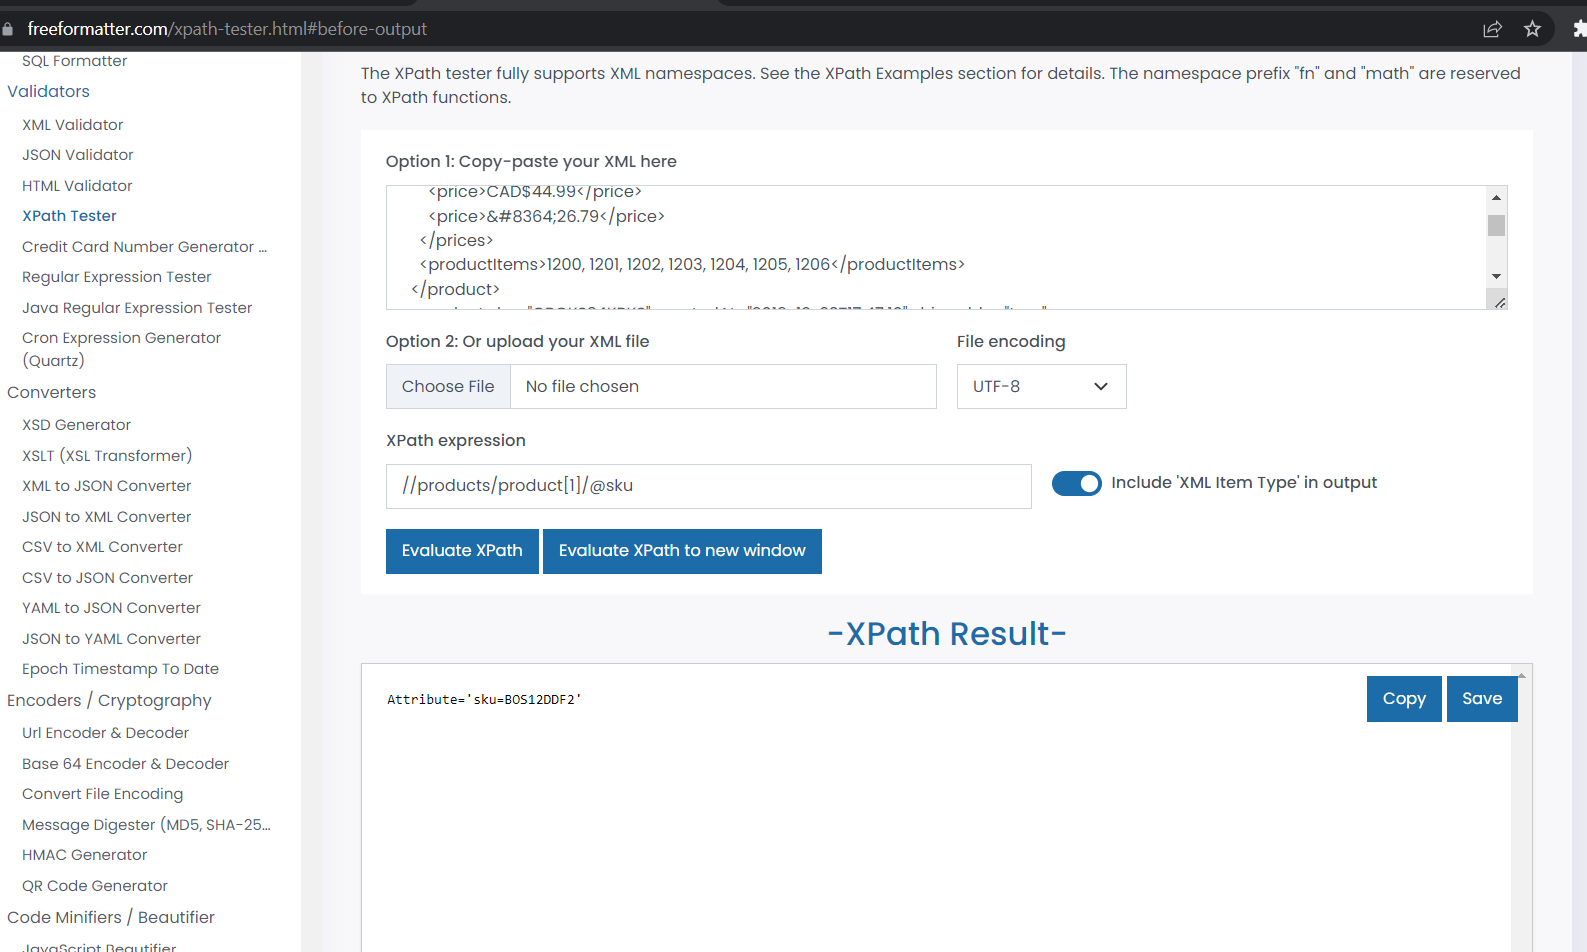 freeformatter.com/xpath-tester.html#before-output
SQL Formatter
Validators
XML Validator
JSON Validator
HTML Validator
XPath Tester
Credit Card Number Generator ...
Regular Expression Tester
Java Regular Expression Tester
Cron Expression Generator
(Quartz)
Converters
XSD Generator
XSLT (XSL Transformer)
XML to JSON Converter
JSON to XML Converter
CSV to XML Converter
CSV to JSON Converter
YAML to JSON Converter
JSON to YAML Converter
Epoch Timestamp To Date
Encoders / Cryptography
Url Encoder & Decoder
Base 64 Encoder & Decoder
Convert File Encoding
Message Digester (MD5, SHA-25...
HMAC Generator
QR Code Generator
Code Minifiers / Beautifier
JavaScript Beautifier
The XPath tester fully supports XML namespaces. See the XPath Examples section for details. The namespace prefix "fn" and "math" are reserved
to XPath functions.
Option 1: Copy-paste your XML here
<price>CAD$44.99</price>
<price>&#8364;26.79</price>
</prices>
<productItems>1200, 1201, 1202, 1203, 1204, 1205, 1206</productItems>
</product>
Option 2: Or upload your XML file
File encoding
Choose File No file chosen
UTF-8
XPath expression
//products/product[1]/@sku
Include 'XML Item Type' in output
Evaluate XPath
Evaluate XPath to new window
-XPath Result-
Attribute='sku=BOS12DDF2'
Copy
Save